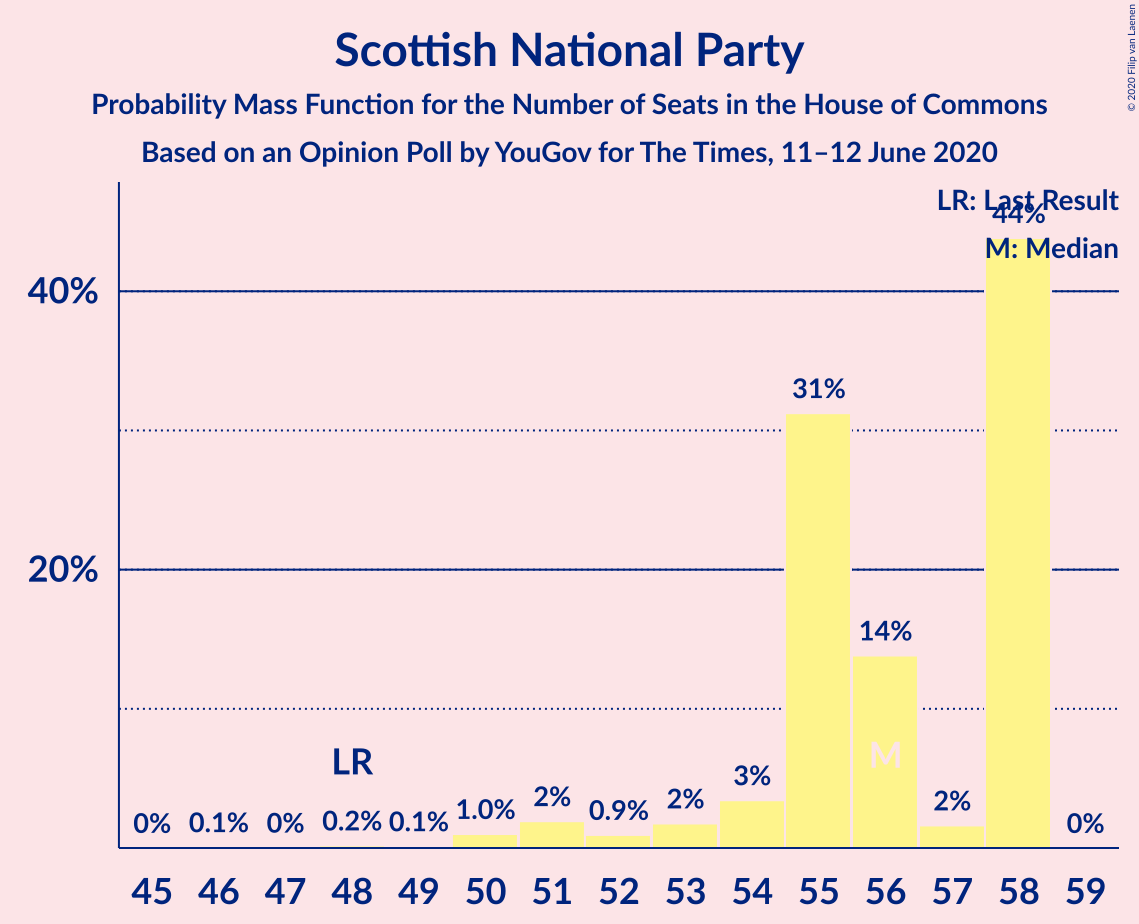 © 2020 Filip van Laenen
Scottish National Party
Probability Mass Function for the Number of Seats in the House of Commons
Based on an Opinion Poll by YouGov for The Times, 11–12 June 2020
LR: Last Result
M: Median
44%
40%
31%
20%
14%
LR
M
0% 0.1% 0% 0.2% 0.1% 1.0% 2% 0.9% 2% 3% 2% 0%
45 46 47 48 49 50 51 52 53 54 55 56 57 58 59